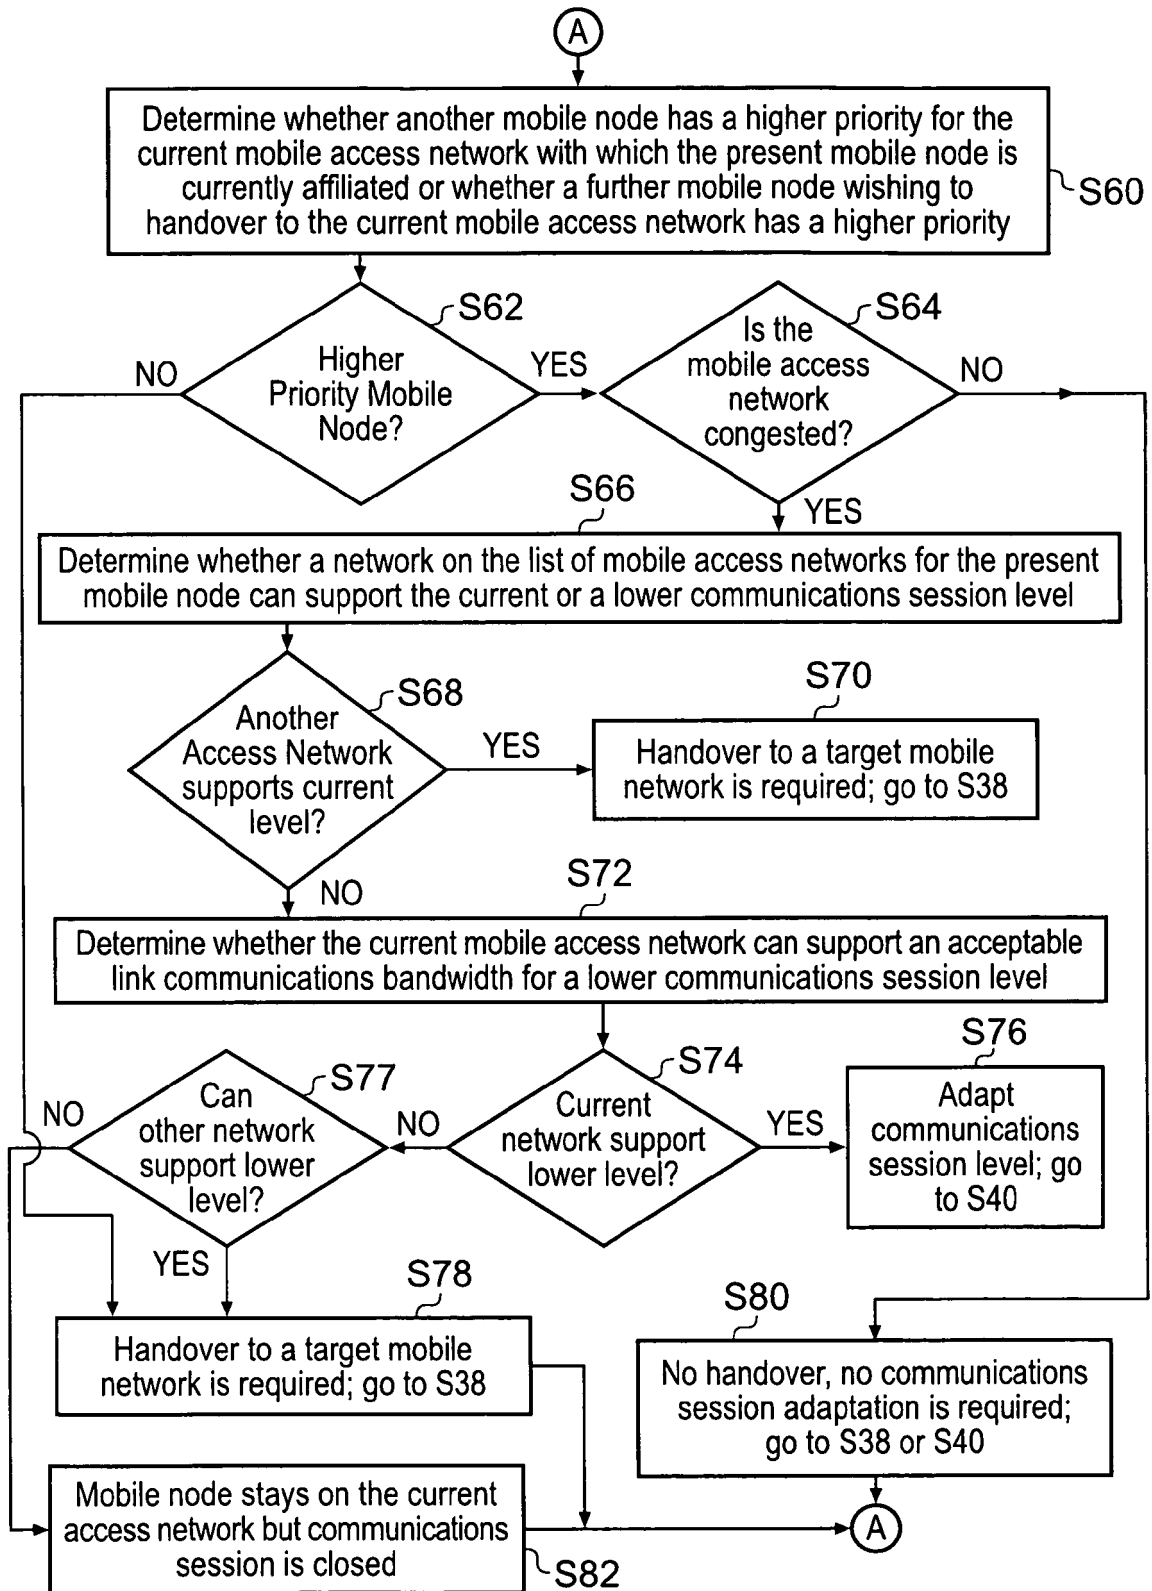 A
Determine whether another mobile node has a higher priority for the
current mobile access network with which the present mobile node is
currently affiliated or whether a further mobile node wishing to
handover to the current mobile access network has a higher priority
S60
S62
Higher
Priority Mobile
Node?
NO
YES
S64
Is the
mobile access
network
congested?
NO
YES
S66
Determine whether a network on the list of mobile access networks for the present
mobile node can support the current or a lower communications session level
S68
Another
Access Network
supports current
level?
YES
NO
S70
Handover to a target mobile
network is required; go to S38
S72
Determine whether the current mobile access network can support an acceptable
link communications bandwidth for a lower communications session level
S74
Current
network support
lower level?
NO
YES
S76
Adapt
communications
session level; go
to S40
S77
Can
other network
support lower
level?
NO
YES
S78
Handover to a target mobile
network is required; go to S38
S80
No handover, no communications
session adaptation is required;
go to S38 or S40
Mobile node stays on the current
access network but communications
session is closed
S82
A